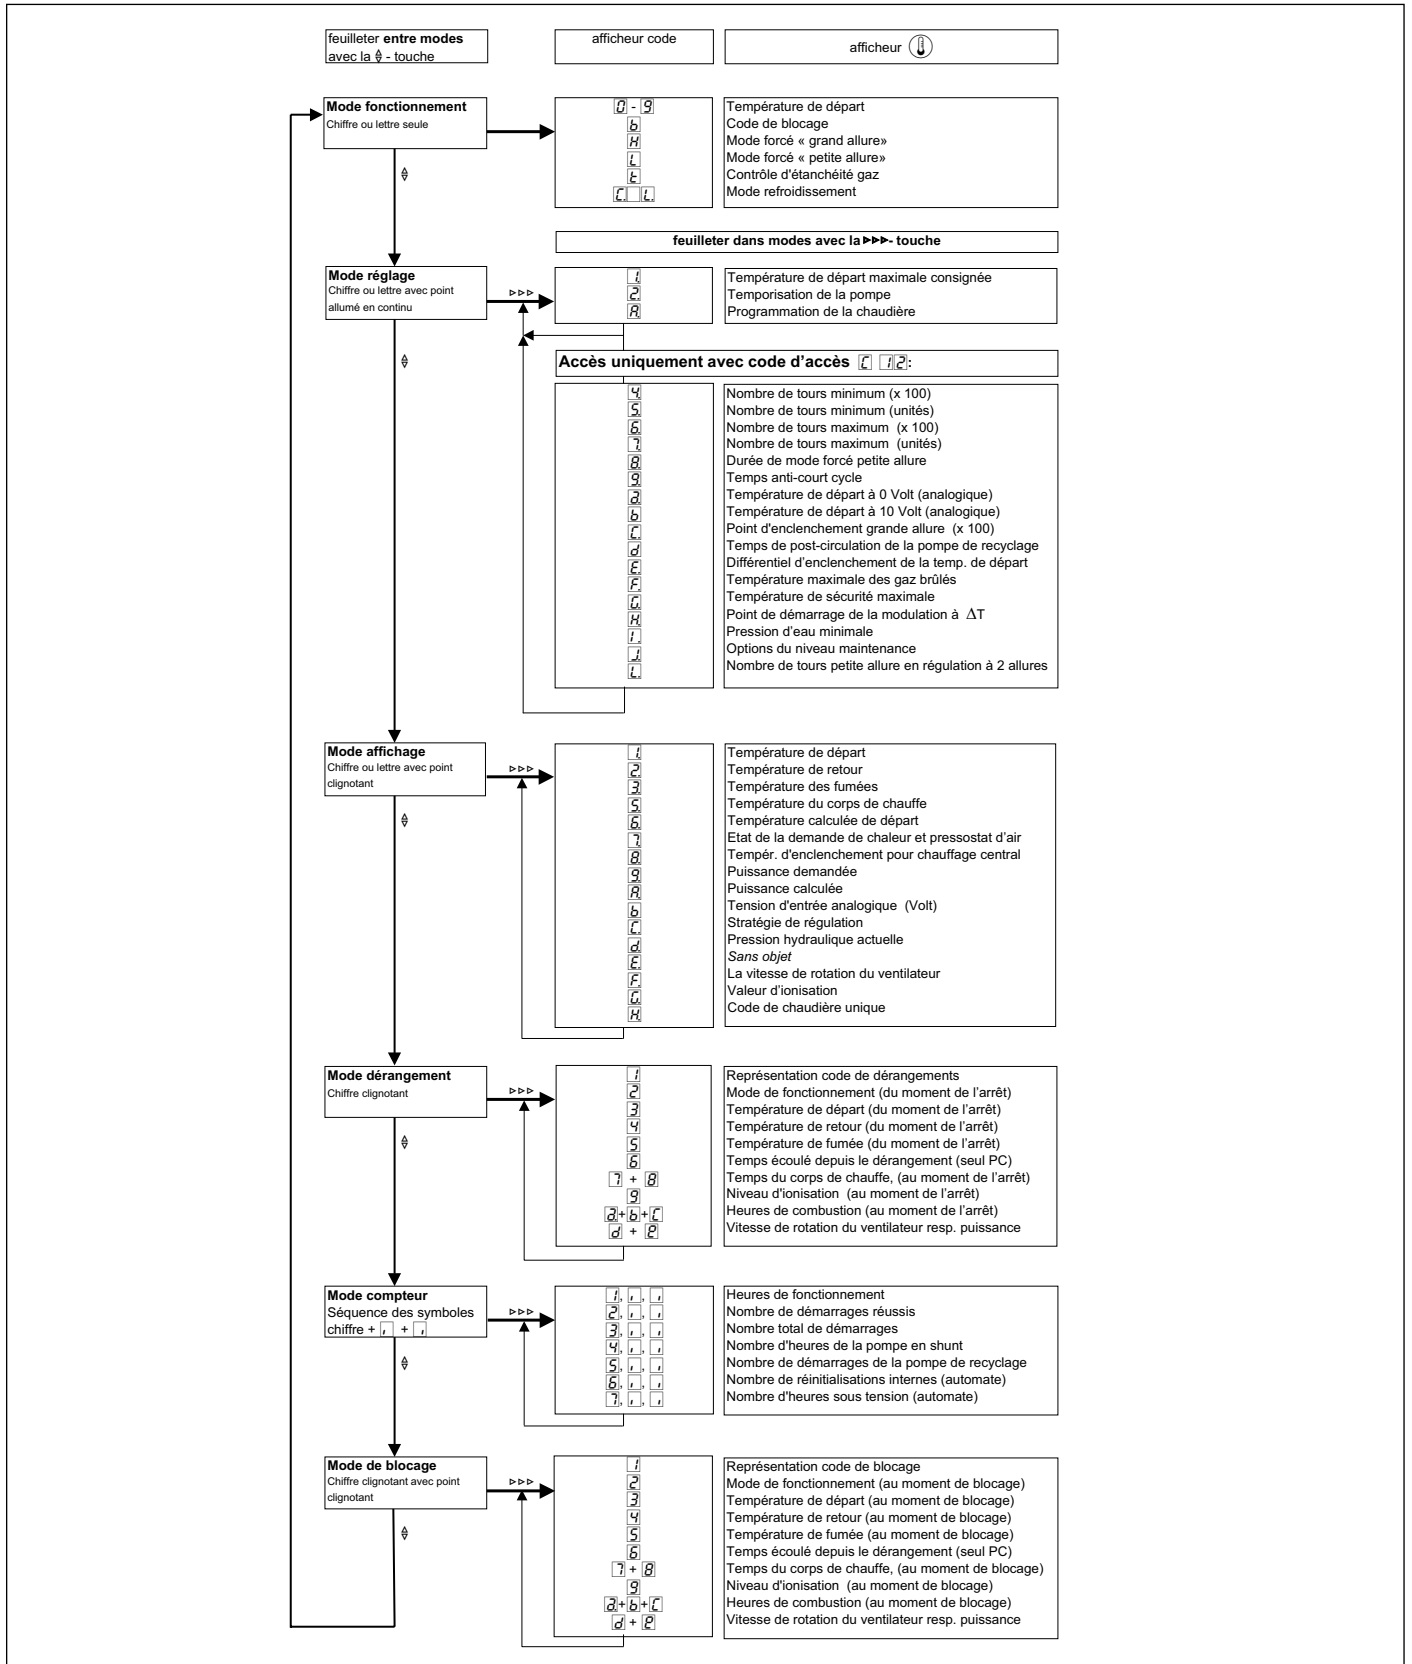 feuilleter entre modes
avec la - touche
afficheur code
afficheur
Mode fonctionnement
Chiffre ou lettre seule
0 - 9
b
H
L
t
C. L.
Température de départ
Code de blocage
Mode forcé « grand allure»
Mode forcé « petite allure»
Contrôle d'étanchéité gaz
Mode refroidissement
feuilleter dans modes avec la ▷▷▷- touche
Mode réglage
Chiffre ou lettre avec point
allumé en continu
▷▷▷
1.
2.
A.
Température de départ maximale consignée
Temporisation de la pompe
Programmation de la chaudière
Accès uniquement avec code d’accès C 12:
4.
5.
6.
7.
8.
9.
a.
b
C.
d
E.
F.
G.
H.
I.
J.
L.
Nombre de tours minimum (x 100)
Nombre de tours minimum (unités)
Nombre de tours maximum (x 100)
Nombre de tours maximum (unités)
Durée de mode forcé petite allure
Temps anti-court cycle
Température de départ à 0 Volt (analogique)
Température de départ à 10 Volt (analogique)
Point d'enclenchement grande allure (x 100)
Temps de post-circulation de la pompe de recyclage
Différentiel d’enclenchement de la temp. de départ
Température maximale des gaz brûlés
Température de sécurité maximale
Point de démarrage de la modulation à ΔT
Pression d’eau minimale
Options du niveau maintenance
Nombre de tours petite allure en régulation à 2 allures
Mode affichage
Chiffre ou lettre avec point
clignotant
▷▷▷
1.
2.
3.
5.
6.
7.
8.
9.
A.
b
C.
d.
E.
F.
G.
H.
Température de départ
Température de retour
Température des fumées
Température du corps de chauffe
Température calculée de départ
Etat de la demande de chaleur et pressostat d’air
Tempér. d'enclenchement pour chauffage central
Puissance demandée
Puissance calculée
Tension d'entrée analogique (Volt)
Stratégie de régulation
Pression hydraulique actuelle
Sans objet
La vitesse de rotation du ventilateur
Valeur d’ionisation
Code de chaudière unique
Mode dérangement
Chiffre clignotant
▷▷▷
1
2
3
4
5
6
7 + 8
9
a.+b+C
d + e
Représentation code de dérangements
Mode de fonctionnement (du moment de l’arrêt)
Température de départ (du moment de l’arrêt)
Température de retour (du moment de l’arrêt)
Température de fumée (du moment de l’arrêt)
Temps écoulé depuis le dérangement (seul PC)
Temps du corps de chauffe, (au moment de l’arrêt)
Niveau d'ionisation (au moment de l’arrêt)
Heures de combustion (au moment de l’arrêt)
Vitesse de rotation du ventilateur resp. puissance
Mode compteur
Séquence des symboles
chiffre + ╷ + ╷
▷▷▷
1, ╷, ╷
2, ╷, ╷
3, ╷, ╷
4, ╷, ╷
5, ╷, ╷
6, ╷, ╷
7, ╷, ╷
Heures de fonctionnement
Nombre de démarrages réussis
Nombre total de démarrages
Nombre d'heures de la pompe en shunt
Nombre de démarrages de la pompe de recyclage
Nombre de réinitialisations internes (automate)
Nombre d'heures sous tension (automate)
Mode de blocage
Chiffre clignotant avec point
clignotant
▷▷▷
1
2
3
4
5
6
7 + 8
9
a.+b+C
d + e
Représentation code de blocage
Mode de fonctionnement (au moment de blocage)
Température de départ (au moment de blocage)
Température de retour (au moment de blocage)
Température de fumée (au moment de blocage)
Temps écoulé depuis le dérangement (seul PC)
Temps du corps de chauffe, (au moment de blocage)
Niveau d'ionisation (au moment de blocage)
Heures de combustion (au moment de blocage)
Vitesse de rotation du ventilateur resp. puissance